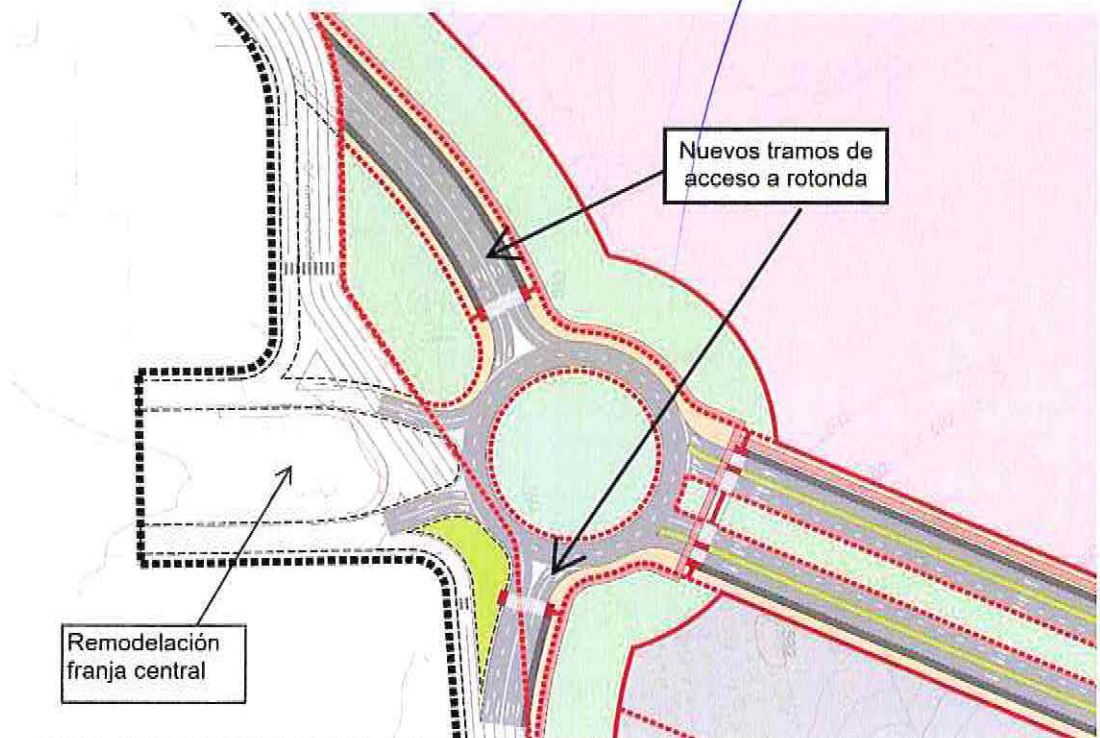 Nuevos tramos de
acceso a rotonda
Remodelación
franja central